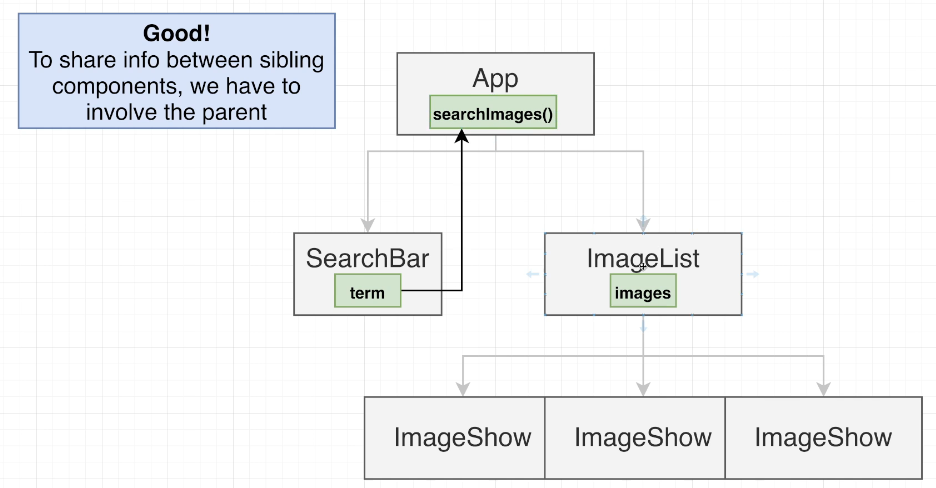 Good!
To share info between sibling
components, we have to
involve the parent
App
searchImages()
SearchBar
term
ImageList
images
ImageShow
ImageShow
ImageShow